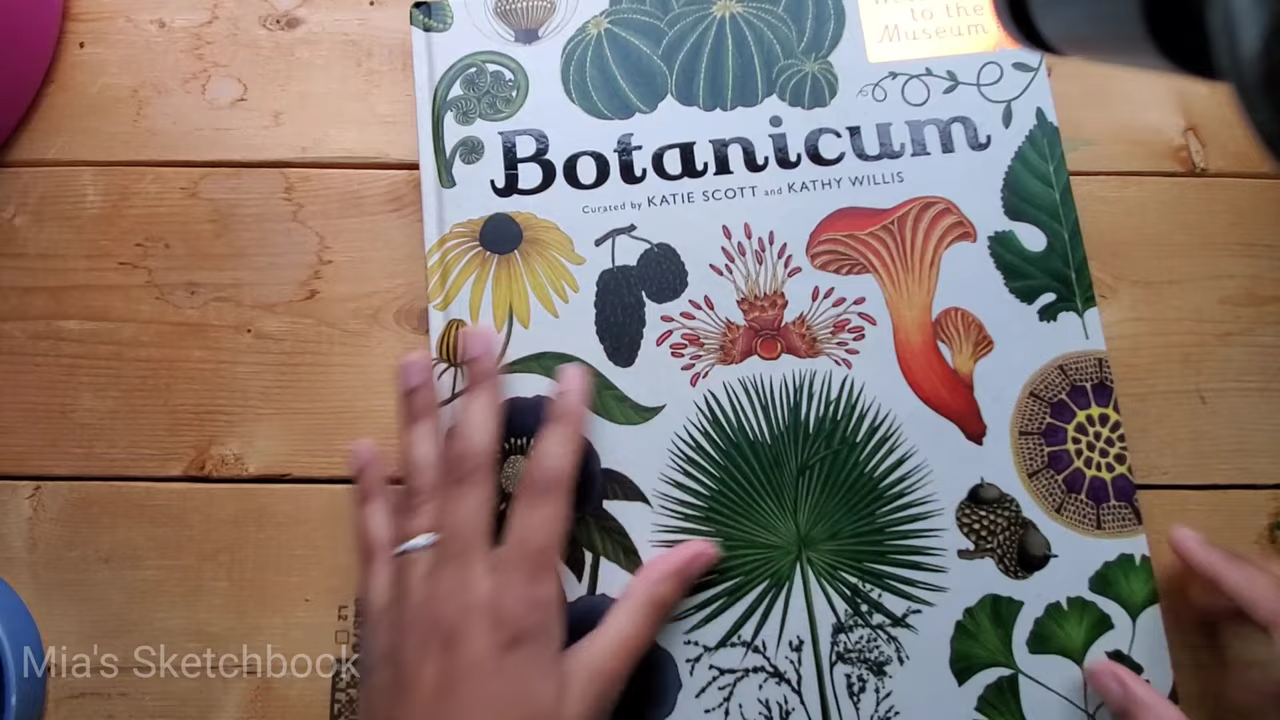 to the
Museum
Botanicum
Curated by KATIE SCOTT and KATHY WILLIS
Mia's Sketchbook